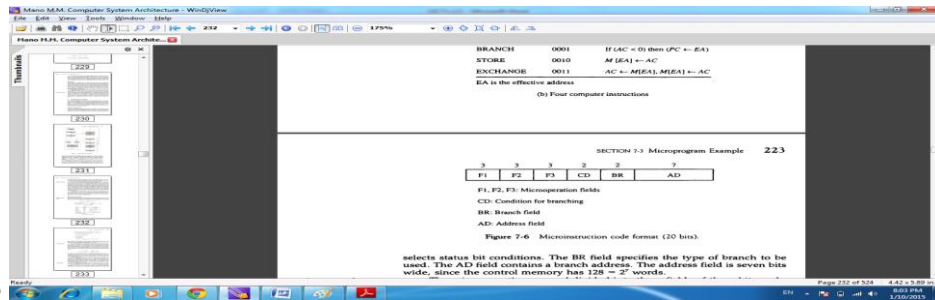 Mano M.M. Computer System Architecture - WinDjView
File Edit View Tools Window Help
232
175%
Mano M.M. Computer System Archite...
Thumbnails
229
230
231
232
233
BRANCH 0001 If (AC < 0) then (PC ← EA)
STORE 0010 M [EA] ← AC
EXCHANGE 0011 AC ← M[EA], M[EA] ← AC
EA is the effective address
(b) Four computer instructions
SECTION 7-3 Microprogram Example 223
3 3 3 2 2 7
F1 F2 F3 CD BR AD
F1, F2, F3: Microoperation fields
CD: Condition for branching
BR: Branch field
AD: Address field
Figure 7-6 Microinstruction code format (20 bits).
selects status bit conditions. The BR field specifies the type of branch to be
used. The AD field contains a branch address. The address field is seven bits
wide, since the control memory has 128 = 2⁷ words.
Ready
Page 232 of 524 4.42 x 5.89 in
EN
8:03 PM
1/10/2015